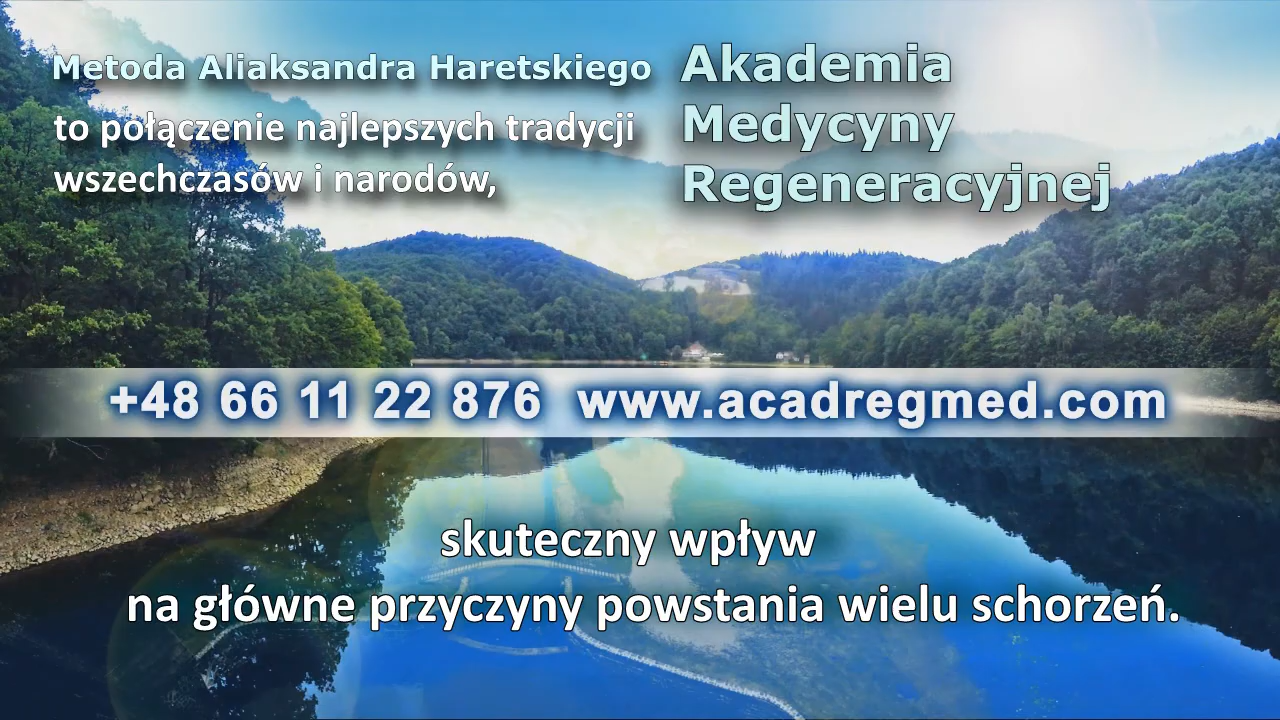 Metoda Aliaksandra Haretskiego
to połączenie najlepszych tradycji
wszechczasów i narodów,
Akademia
Medycyny
Regeneracyjnej
+48 66 11 22 876 www.acadregmed.com
skuteczny wpływ
na główne przyczyny powstania wielu schorzeń.